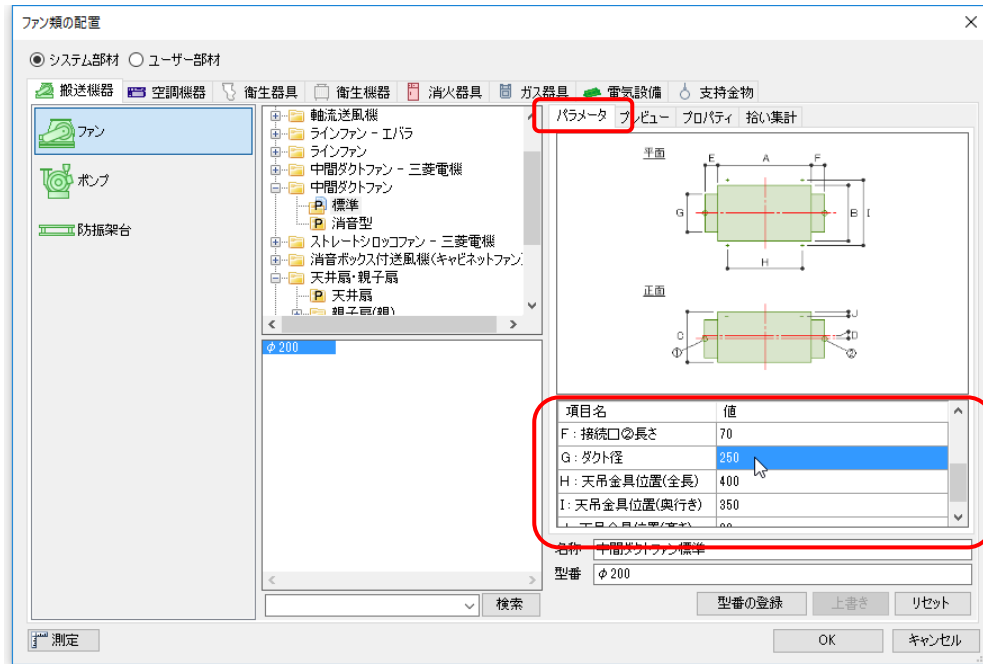 ファン類の配置
システム部材 ユーザー部材
搬送機器 空調機器 衛生器具 衛生機器 消火器具 ガス器具 電気設備 支持金物
ファン
ポンプ
防振架台
軸流送風機
ラインファン - エバラ
ラインファン
中間ダクトファン - 三菱電機
中間ダクトファン
標準
消音型
ストレートシロッコファン - 三菱電機
消音ボックス付送風機(キャビネットファン)
天井扇・親子扇
天井扇
親子扇(親)
φ200
検索
パラメータ プレビュー プロパティ 拾い集計
平面
E A F
G B I
H
正面
J
C D
① ②
項目名 値
F : 接続口②長さ 70
G : ダクト径 250
H : 天吊金具位置(全長) 400
I : 天吊金具位置(奥行き) 350
名称 中間ダクトファン標準
型番 φ200
型番の登録 上書き リセット
測定 OK キャンセル